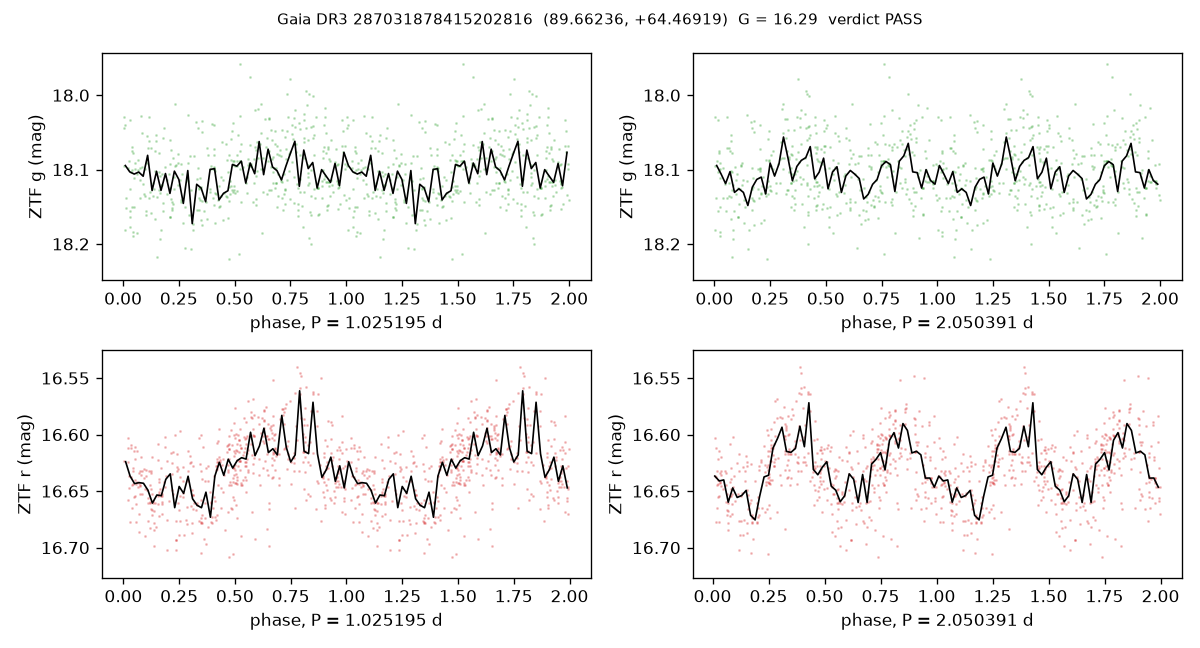 Gaia DR3 287031878415202816 (89.66236, +64.46919) G = 16.29 verdict PASS
ZTF g (mag)
18.0
18.1
18.2
0.00 0.25 0.50 0.75 1.00 1.25 1.50 1.75 2.00
phase, P = 1.025195 d
ZTF g (mag)
18.0
18.1
18.2
0.00 0.25 0.50 0.75 1.00 1.25 1.50 1.75 2.00
phase, P = 2.050391 d
ZTF r (mag)
16.55
16.60
16.65
16.70
0.00 0.25 0.50 0.75 1.00 1.25 1.50 1.75 2.00
phase, P = 1.025195 d
ZTF r (mag)
16.55
16.60
16.65
16.70
0.00 0.25 0.50 0.75 1.00 1.25 1.50 1.75 2.00
phase, P = 2.050391 d